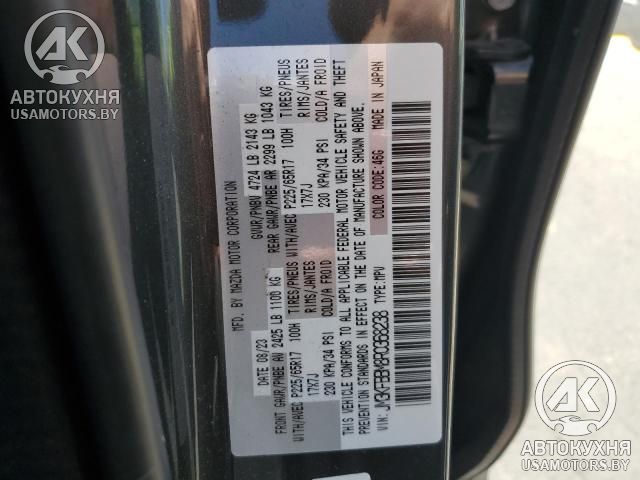 АВТОКУХНЯ
USAMOTORS.BY
MFD. BY MAZDA MOTOR CORPORATION
DATE 08/23 GVWR/PNBV 4724 LB 2143 KG
FRONT GAWR/PNBE AV 2425 LB 1100 KG REAR GAWR/PNBE AR 2299 LB 1043 KG
WITH/AVEC P225/65R17 100H TIRES/PNEUS WITH/AVEC P225/65R17 100H TIRES/PNEUS
17X7J RIMS/JANTES 17X7J RIMS/JANTES
230 KPA/34 PSI COLD/A FROID 230 KPA/34 PSI COLD/A FROID
THIS VEHICLE CONFORMS TO ALL APPLICABLE FEDERAL MOTOR VEHICLE SAFETY AND THEFT
PREVENTION STANDARDS IN EFFECT ON THE DATE OF MANUFACTURE SHOWN ABOVE.
VIN: JM3KFBBM8R0368238 TYPE:MPV COLOR CODE:46G MADE IN JAPAN
АВТОКУХНЯ
USAMOTORS.BY